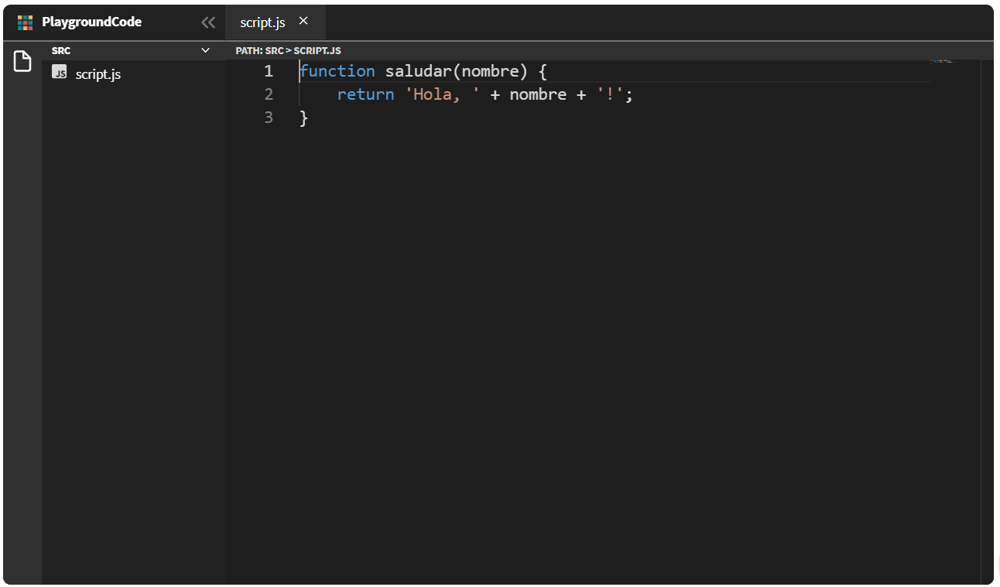 PlaygroundCode
script.js
SRC
PATH: SRC > SCRIPT.JS
JS script.js
1 function saludar(nombre) {
2     return 'Hola, ' + nombre + '!';
3 }